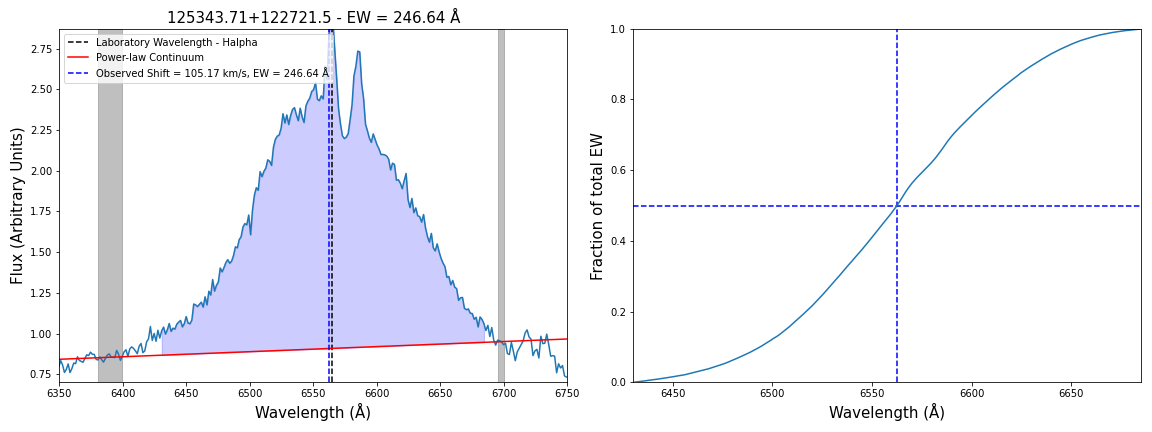 125343.71+122721.5 - EW = 246.64 Å
Laboratory Wavelength - Halpha
Power-law Continuum
Observed Shift = 105.17 km/s, EW = 246.64 Å
Flux (Arbitrary Units)
2.75
2.50
2.25
2.00
1.75
1.50
1.25
1.00
0.75
6350 6400 6450 6500 6550 6600 6650 6700 6750
Wavelength (Å)
Fraction of total EW
1.0
0.8
0.6
0.4
0.2
0.0
6450 6500 6550 6600 6650
Wavelength (Å)